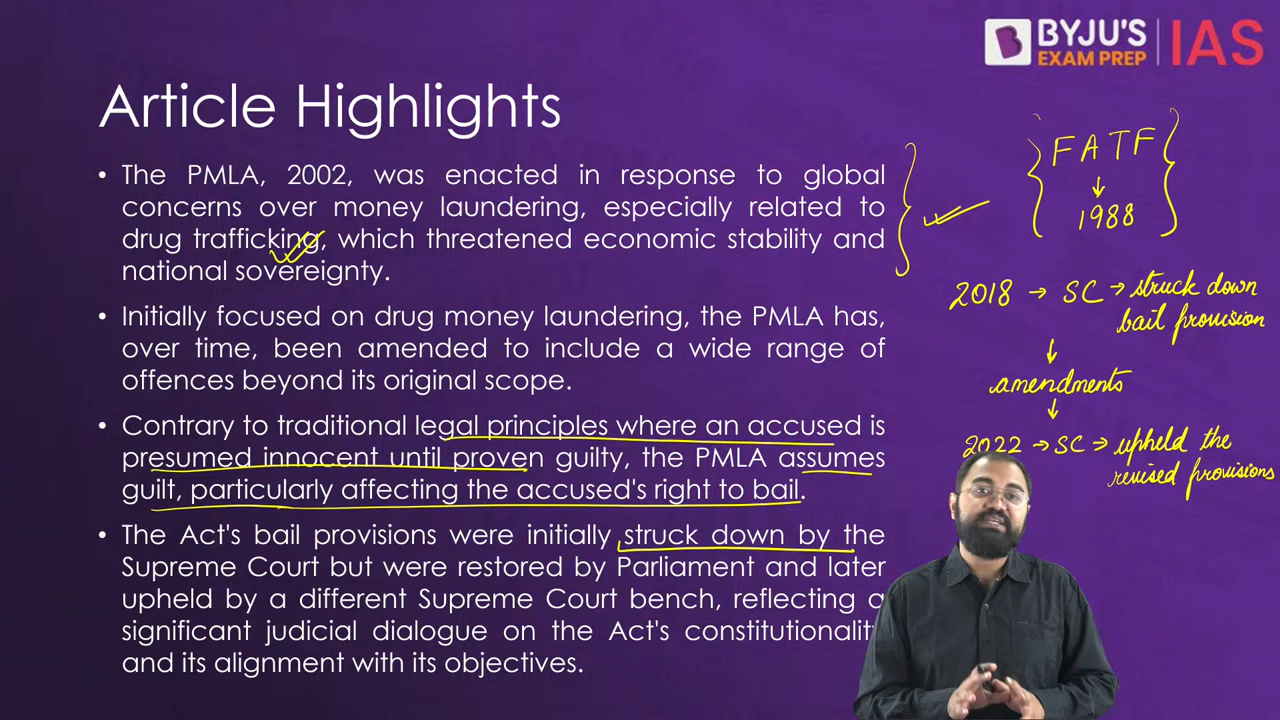 BYJU'S
EXAM PREP
IAS
Article Highlights
• The PMLA, 2002, was enacted in response to global
concerns over money laundering, especially related to
drug trafficking, which threatened economic stability and
national sovereignty.
• Initially focused on drug money laundering, the PMLA has,
over time, been amended to include a wide range of
offences beyond its original scope.
• Contrary to traditional legal principles where an accused is
presumed innocent until proven guilty, the PMLA assumes
guilt, particularly affecting the accused's right to bail.
• The Act's bail provisions were initially struck down by the
Supreme Court but were restored by Parliament and later
upheld by a different Supreme Court bench, reflecting a
significant judicial dialogue on the Act's constitutionality
and its alignment with its objectives.
{FATF
↓
1988}
2018 → SC → struck down
bail provision
↓
amendments
↓
2022 → SC → upheld the
revised provisions